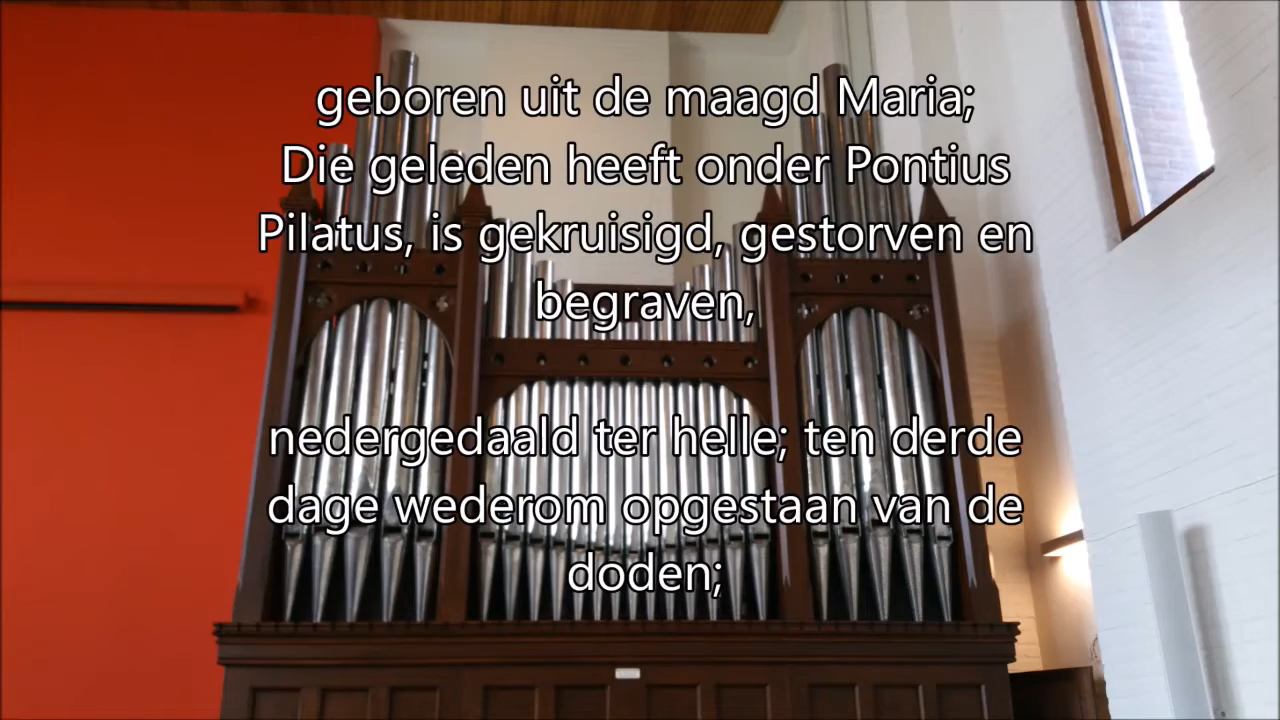 geboren uit de maagd Maria;
Die geleden heeft onder Pontius
Pilatus, is gekruisigd, gestorven en
begraven,
nedergedaald ter helle; ten derde
dage wederom opgestaan van de
doden;